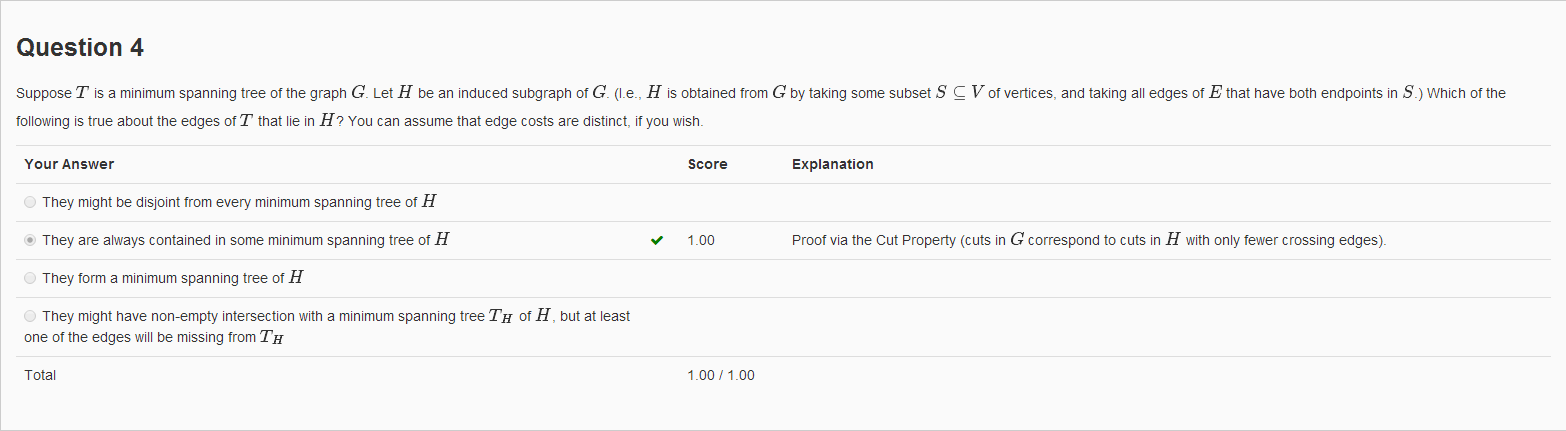 Question 4
Suppose T is a minimum spanning tree of the graph G. Let H be an induced subgraph of G. (I.e., H is obtained from G by taking some subset S ⊆ V of vertices, and taking all edges of E that have both endpoints in S.) Which of the
following is true about the edges of T that lie in H? You can assume that edge costs are distinct, if you wish.
Your Answer Score Explanation
They might be disjoint from every minimum spanning tree of H
They are always contained in some minimum spanning tree of H 1.00 Proof via the Cut Property (cuts in G correspond to cuts in H with only fewer crossing edges).
They form a minimum spanning tree of H
They might have non-empty intersection with a minimum spanning tree T_H of H, but at least
one of the edges will be missing from T_H
Total 1.00 / 1.00